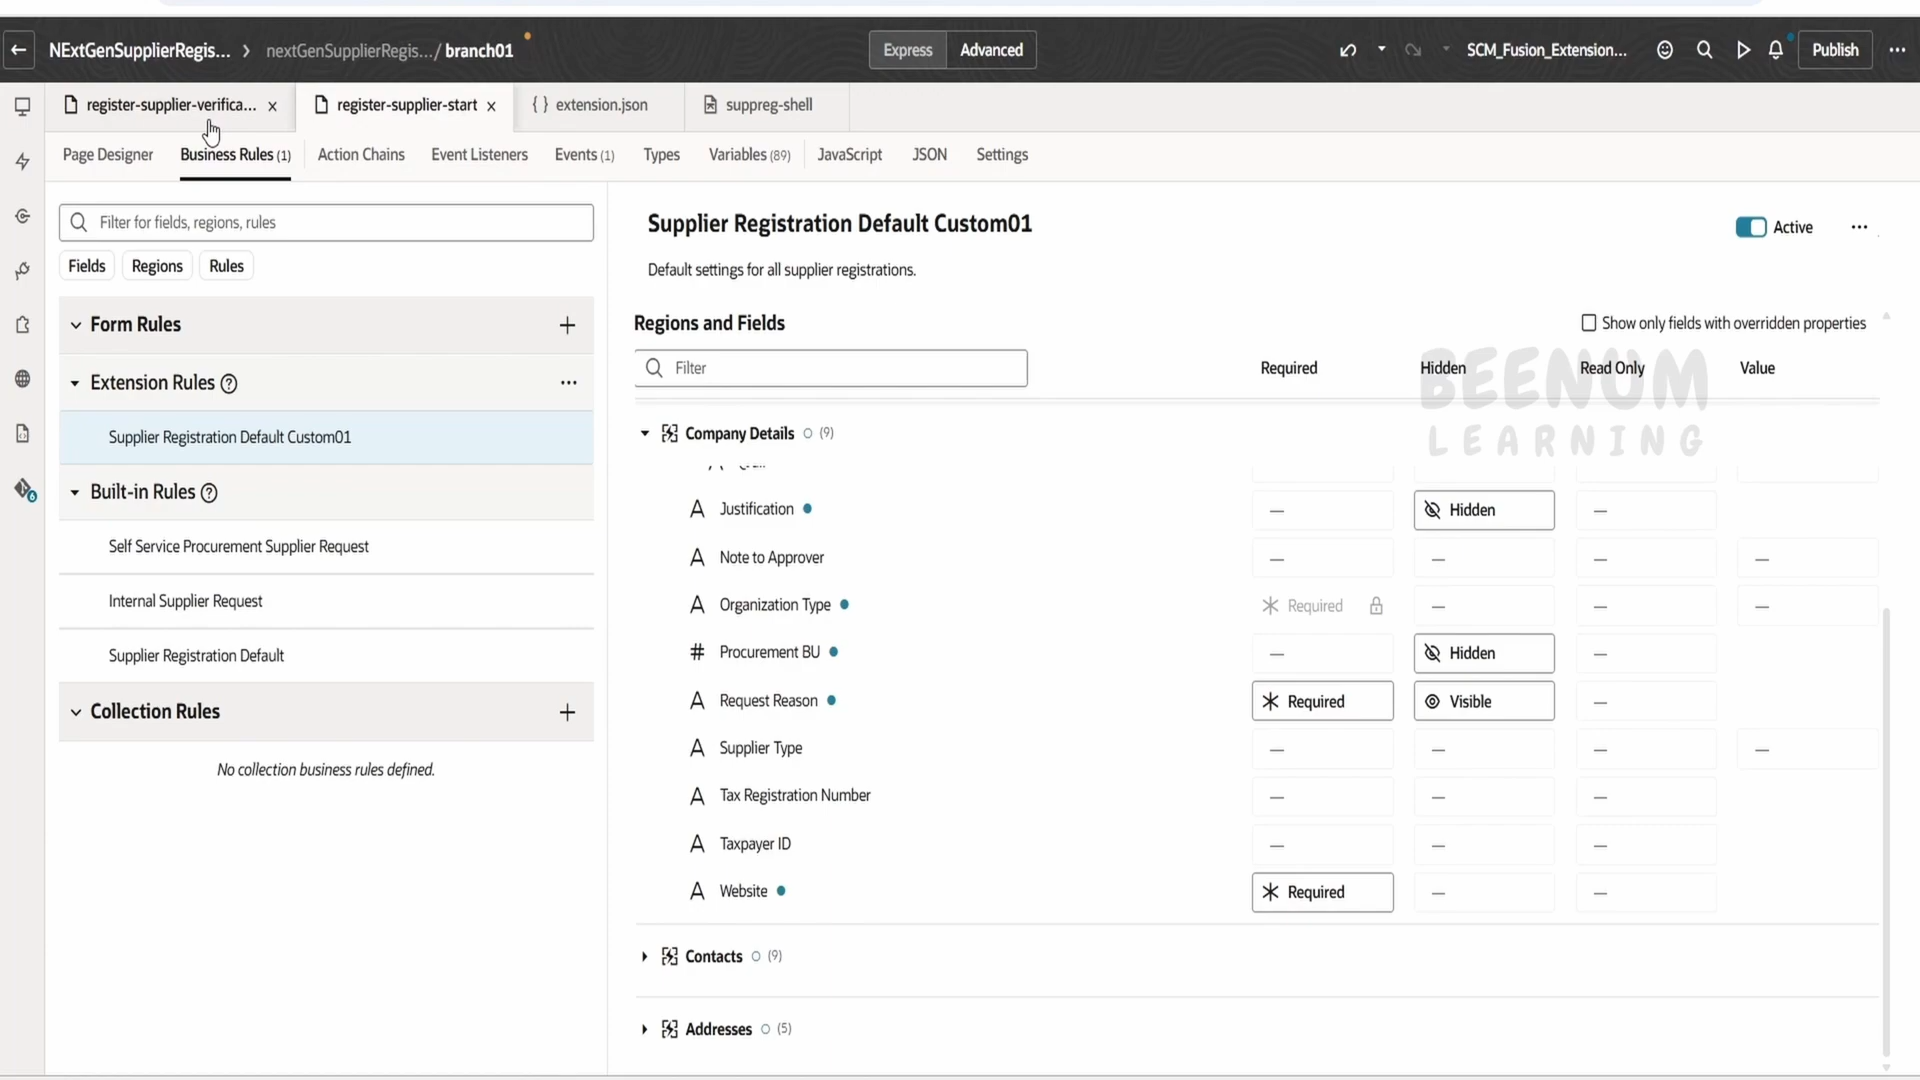 NExtGenSupplierRegis... > nextGenSupplierRegis.../ branch01
Express Advanced
SCM_Fusion_Extension...
Publish
register-supplier-verifica... ×
register-supplier-start ×
{ } extension.json
suppreg-shell
Page Designer
Business Rules (1)
Action Chains
Event Listeners
Events (1)
Types
Variables (89)
JavaScript
JSON
Settings
Filter for fields, regions, rules
Fields Regions Rules
Form Rules
Extension Rules
Supplier Registration Default Custom01
Built-in Rules
Self Service Procurement Supplier Request
Internal Supplier Request
Supplier Registration Default
Collection Rules
No collection business rules defined.
Supplier Registration Default Custom01
Active
Default settings for all supplier registrations.
Regions and Fields
Show only fields with overridden properties
Filter
Required Hidden Read Only Value
BEENUM
LEARNING
Company Details (9)
Justification Hidden
Note to Approver
Organization Type Required
# Procurement BU Hidden
Request Reason Required Visible
Supplier Type
Tax Registration Number
Taxpayer ID
Website Required
Contacts (9)
Addresses (5)